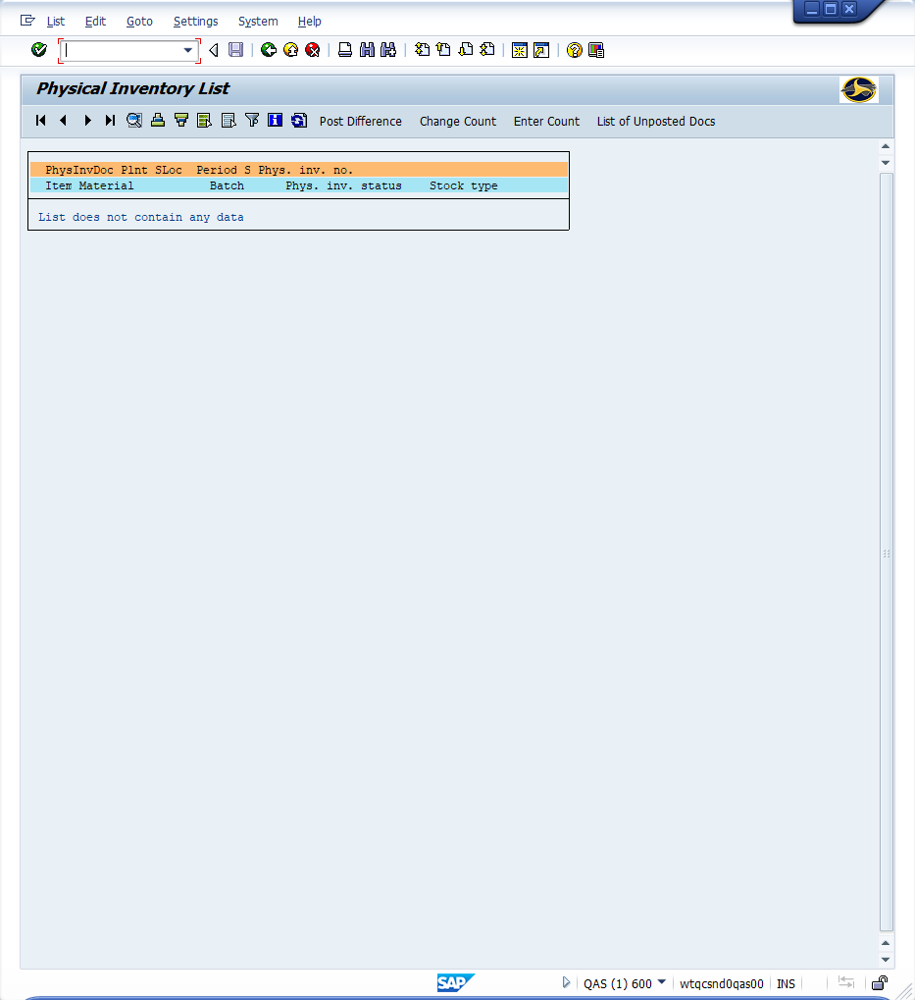 List Edit Goto Settings System Help
Physical Inventory List
Post Difference Change Count Enter Count List of Unposted Docs
PhysInvDoc Plnt SLoc Period S Phys. inv. no.
Item Material Batch Phys. inv. status Stock type
List does not contain any data
SAP QAS (1) 600 wtqcsnd0qas00 INS